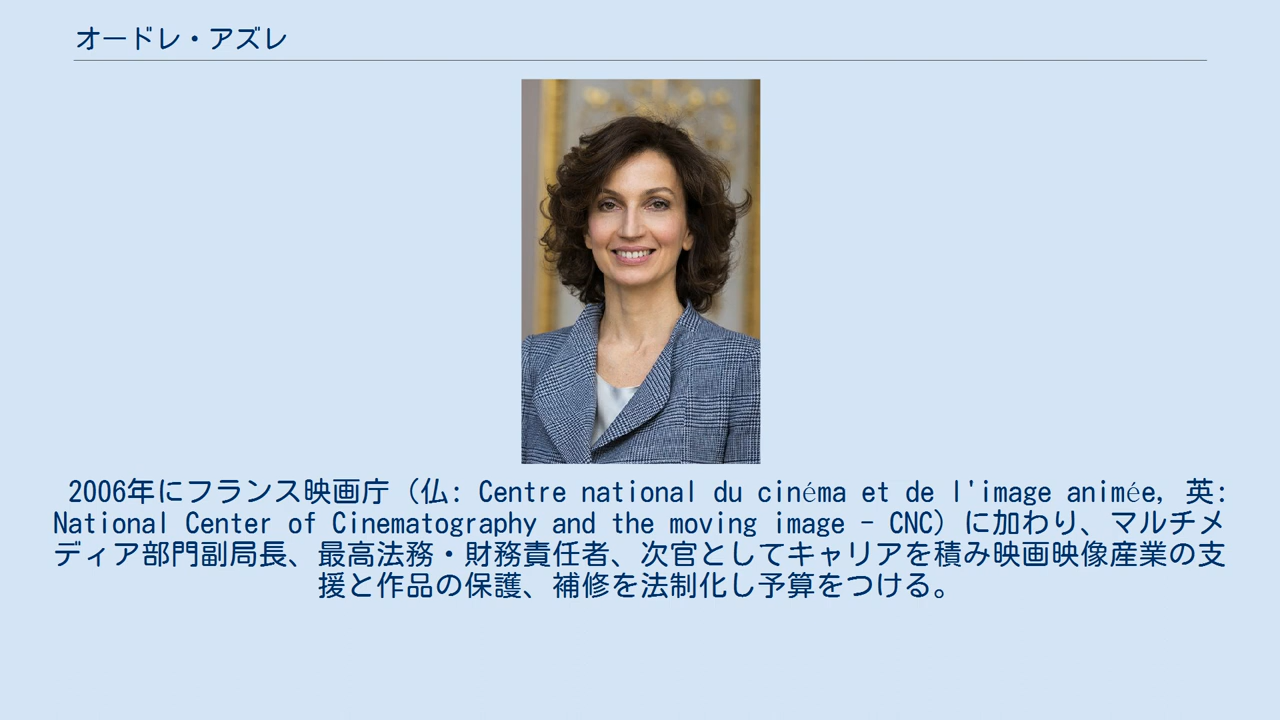 オードレ・アズレ
2006年にフランス映画庁（仏: Centre national du cinéma et de l'image animée, 英:
National Center of Cinematography and the moving image – CNC）に加わり、マルチメ
ディア部門副局長、最高法務・財務責任者、次官としてキャリアを積み映画映像産業の支
援と作品の保護、補修を法制化し予算をつける。